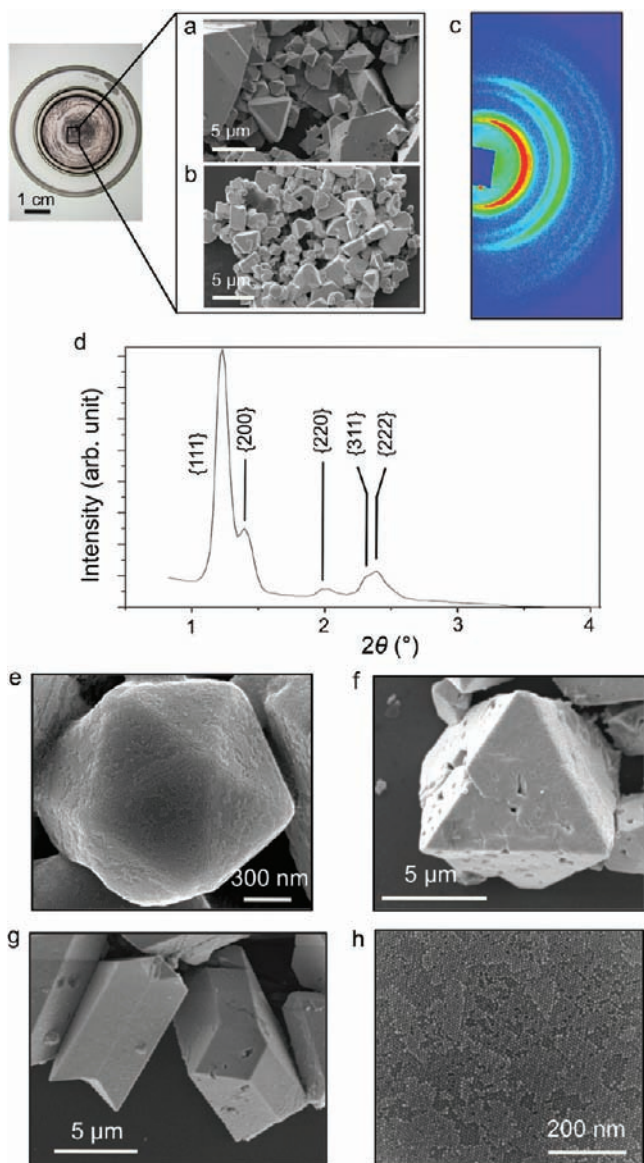 a
c
5 µm
b
1 cm
5 µm
d
Intensity (arb. unit)
{111}
{200}
{220}
{311}
{222}
1
2
3
4
2θ (°)
e
f
300 nm
5 µm
g
h
5 µm
200 nm